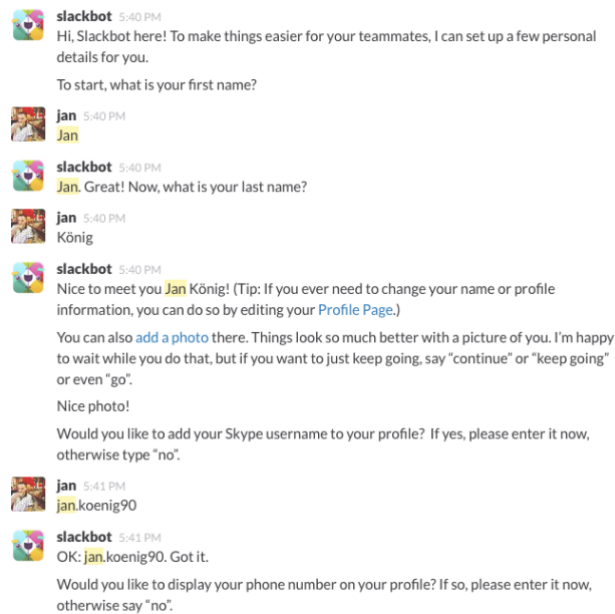 slackbot 5:40 PM
Hi, Slackbot here! To make things easier for your teammates, I can set up a few personal
details for you.
To start, what is your first name?
jan 5:40 PM
Jan
slackbot 5:40 PM
Jan. Great! Now, what is your last name?
jan 5:40 PM
König
slackbot 5:40 PM
Nice to meet you Jan König! (Tip: If you ever need to change your name or profile
information, you can do so by editing your Profile Page.)
You can also add a photo there. Things look so much better with a picture of you. I’m happy
to wait while you do that, but if you want to just keep going, say “continue” or “keep going”
or even “go”.
Nice photo!
Would you like to add your Skype username to your profile? If yes, please enter it now,
otherwise type “no”.
jan 5:41 PM
jan.koenig90
slackbot 5:41 PM
OK: jan.koenig90. Got it.
Would you like to display your phone number on your profile? If so, please enter it now,
otherwise say “no”.